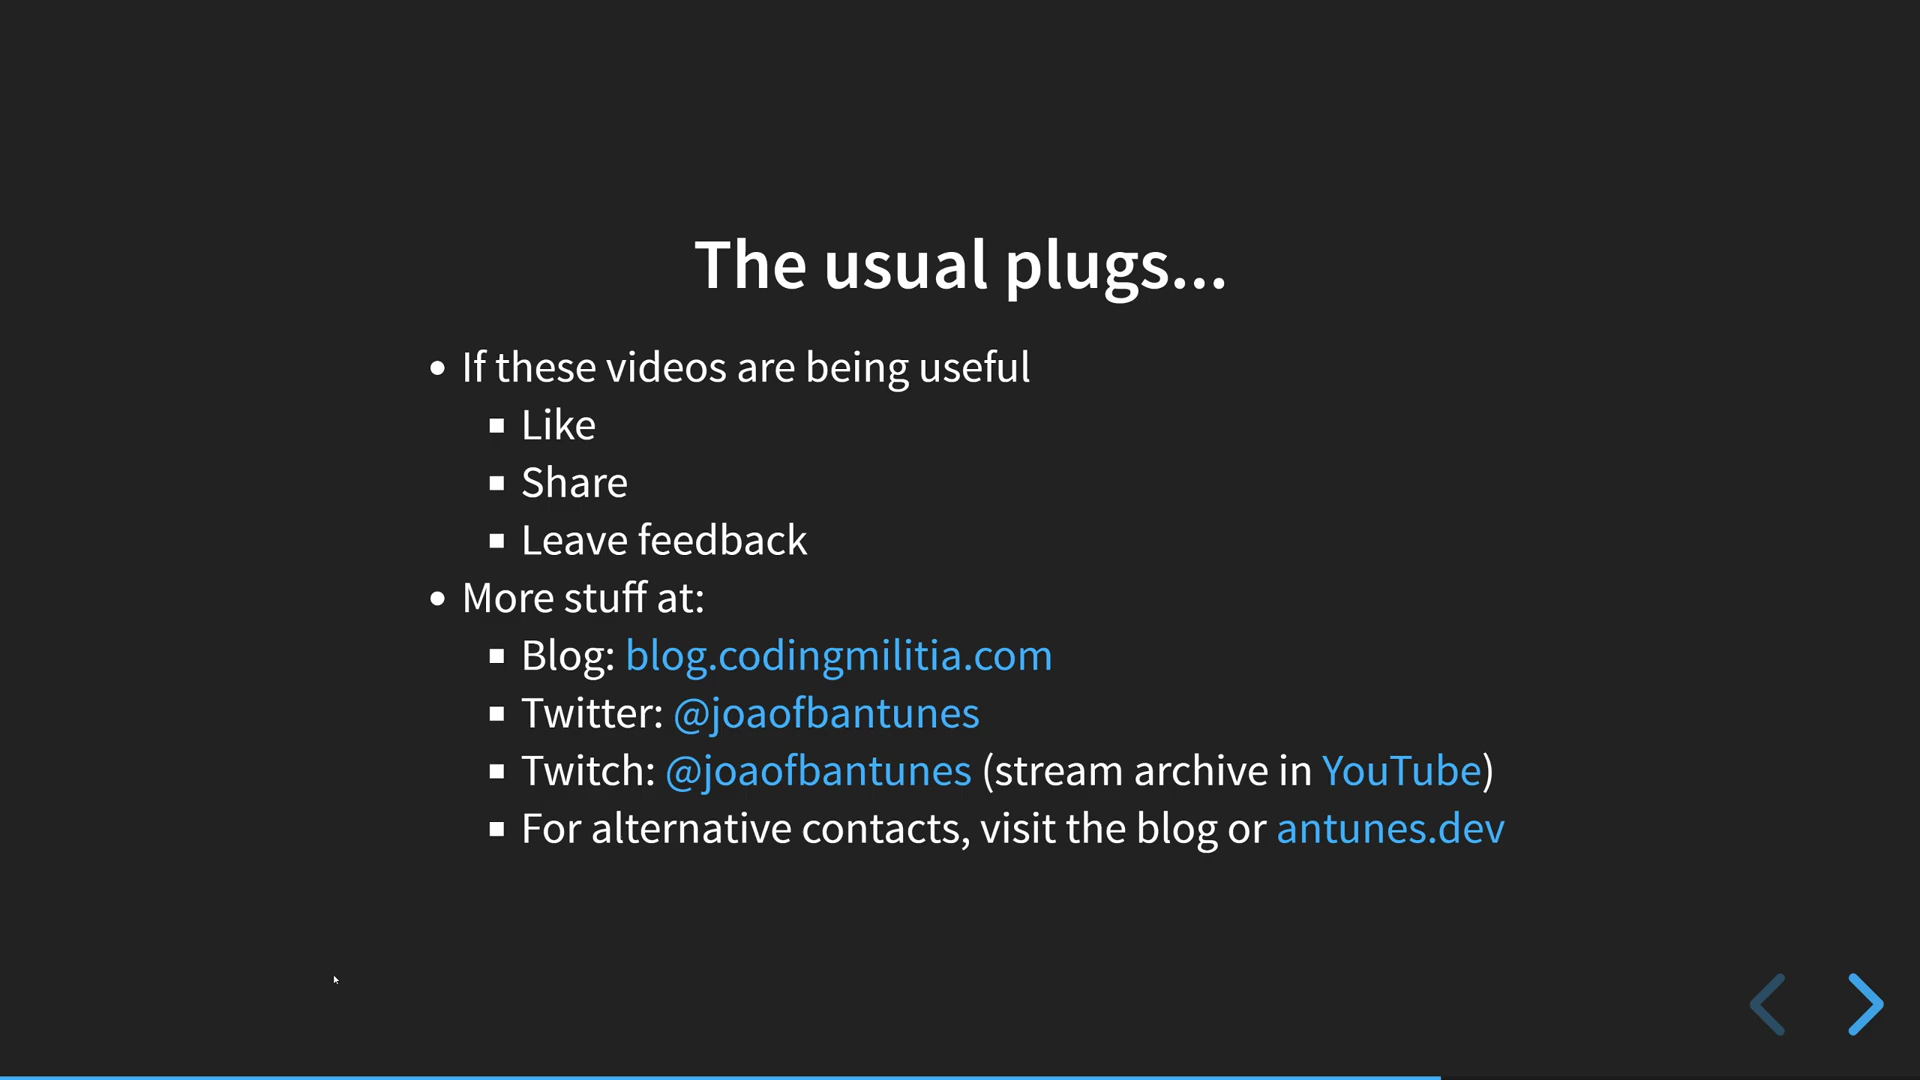 The usual plugs...
If these videos are being useful
Like
Share
Leave feedback
More stuff at:
Blog: blog.codingmilitia.com
Twitter: @joaofbantunes
Twitch: @joaofbantunes (stream archive in YouTube)
For alternative contacts, visit the blog or antunes.dev